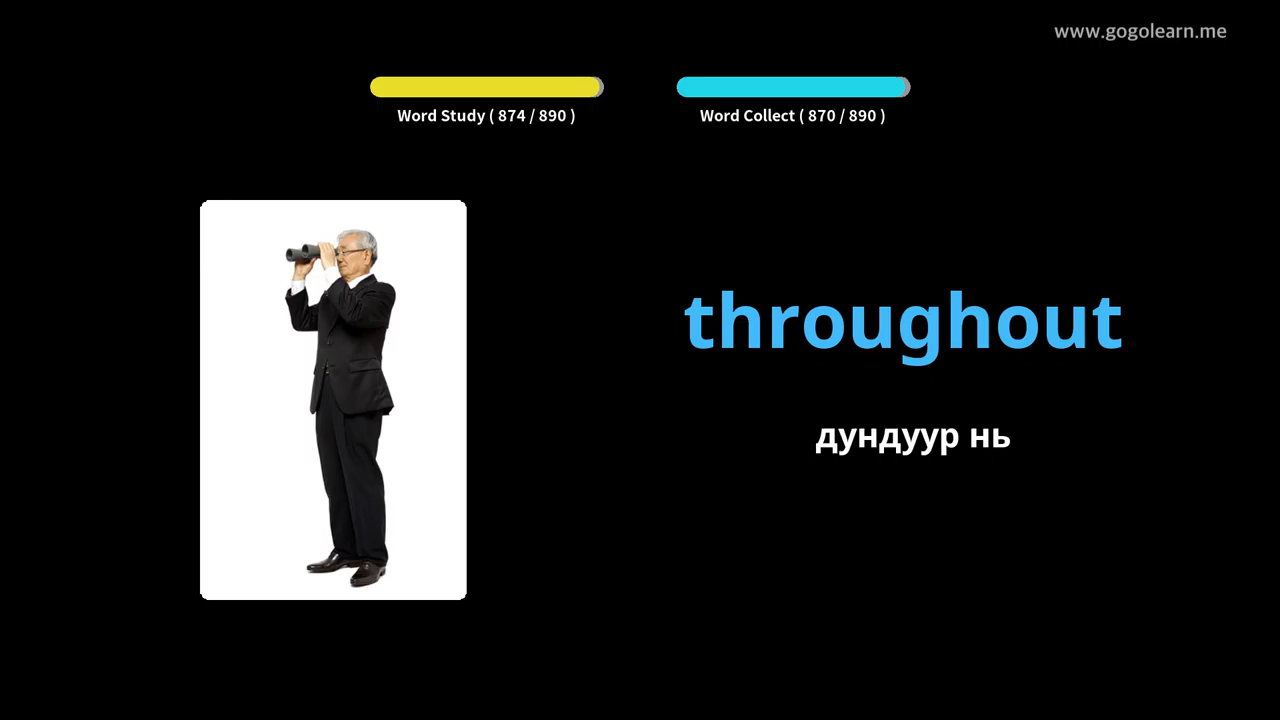 www.gogolearn.me
Word Study ( 874 / 890 )
Word Collect ( 870 / 890 )
throughout
дундуур нь